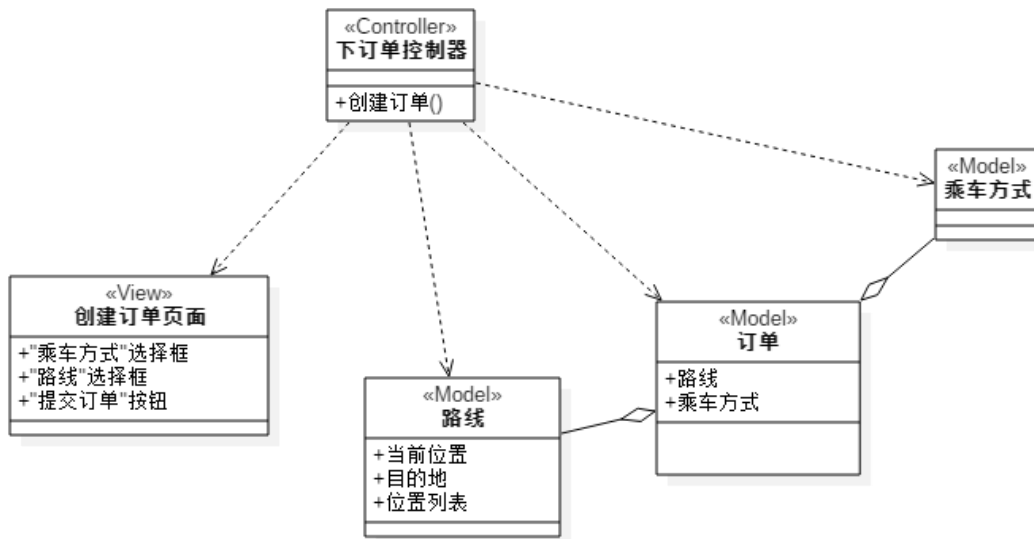 «Controller»
下订单控制器
+创建订单()
«Model»
乘车方式
«View»
创建订单页面
+"乘车方式"选择框
+"路线"选择框
+"提交订单"按钮
«Model»
订单
+路线
+乘车方式
«Model»
路线
+当前位置
+目的地
+位置列表